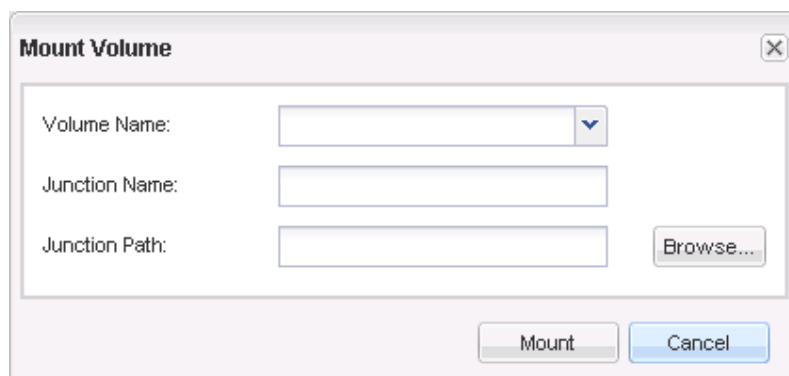 Mount Volume
Volume Name:
Junction Name:
Junction Path:
Browse...
Mount
Cancel